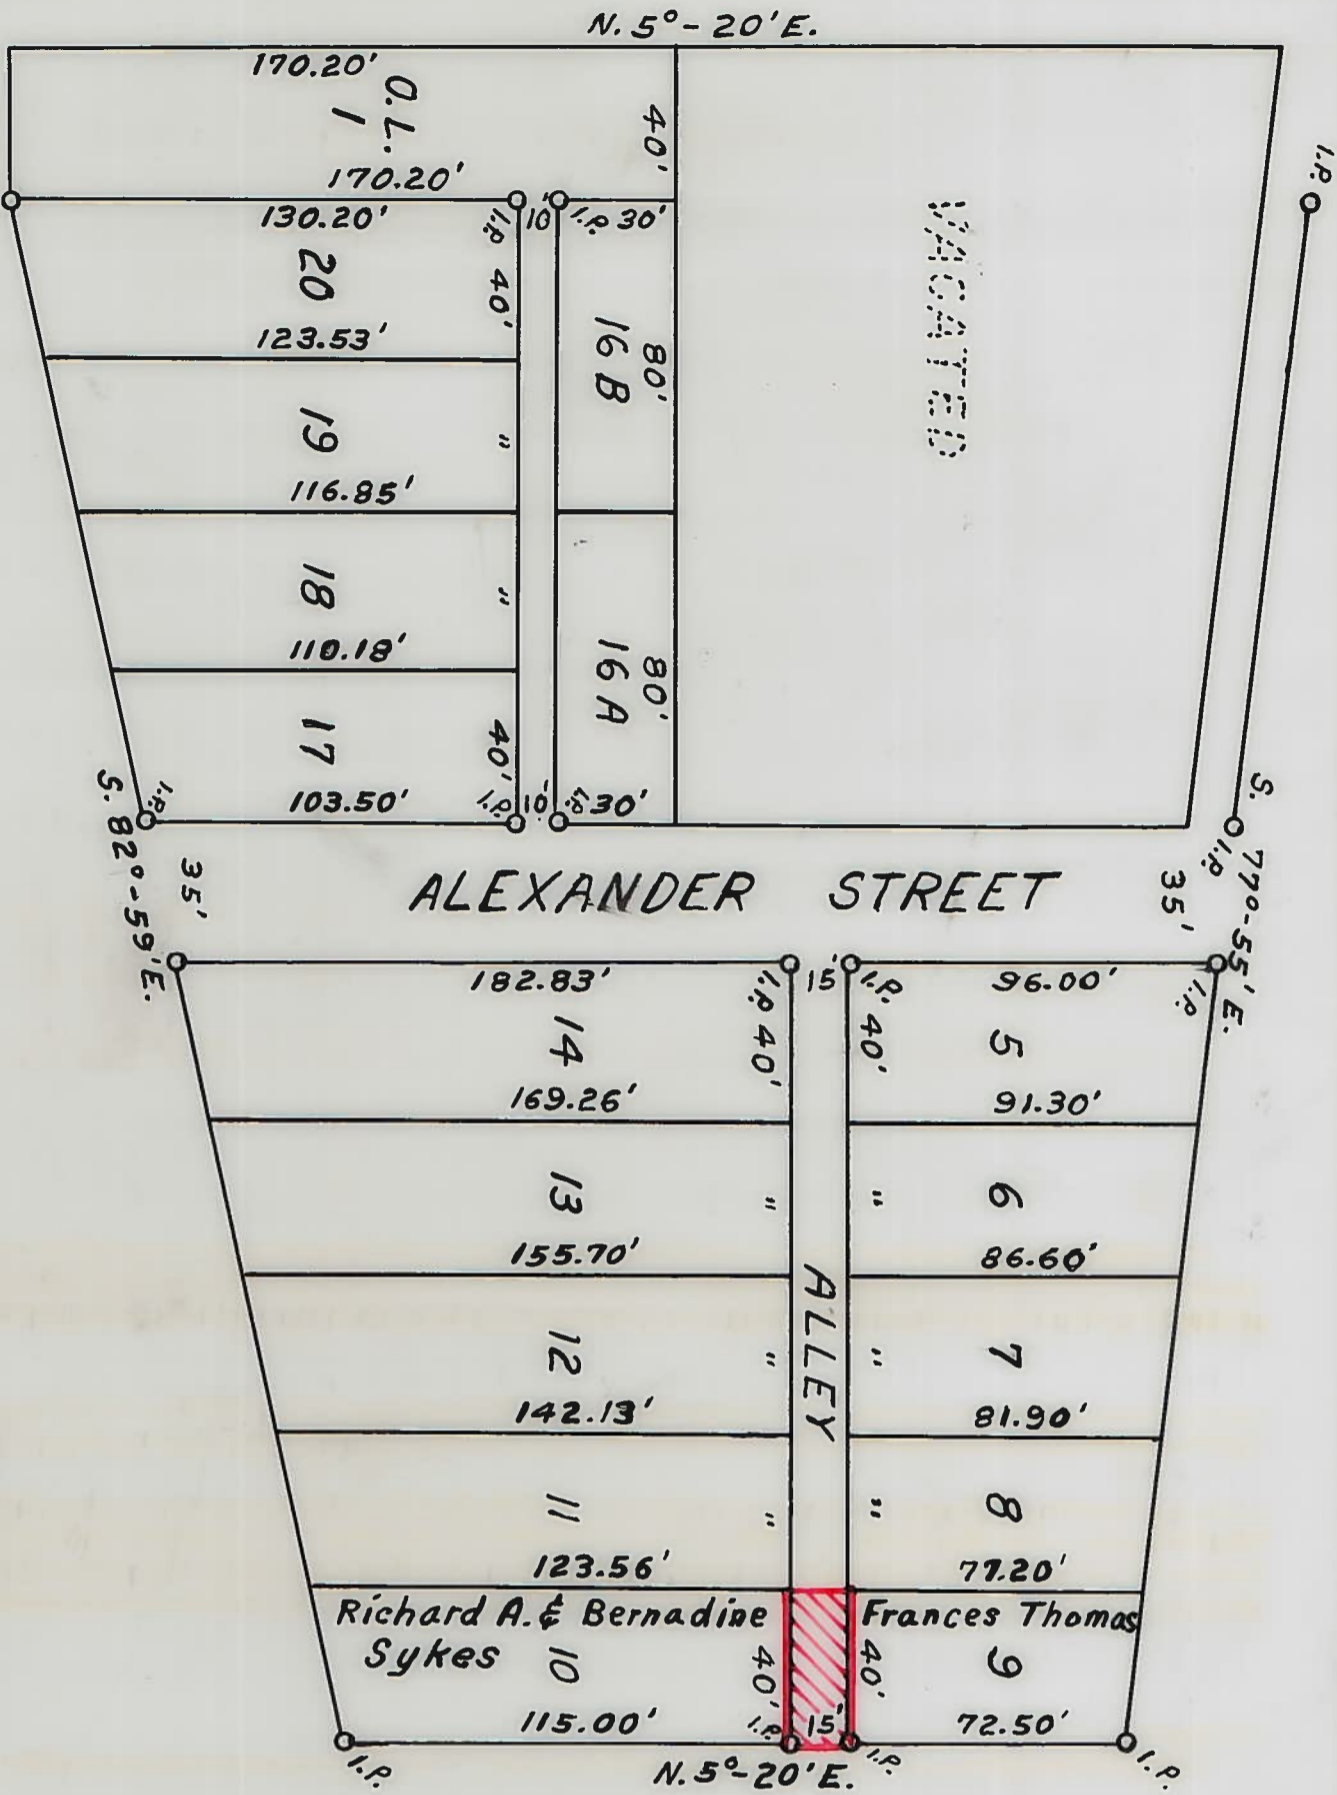 N. 5°-20'E.
170.20'
O.L.
1
40'
170.20'
I.P.
130.20'
I.P.
10'
I.P.
30'
20
40'
123.53'
80'
16 B
VACATED
19
"
116.85'
18
"
110.18'
80'
16 A
17
40'
103.50'
I.P.
I.P.
10'
I.P.
30'
S. 82°-59'E.
35'
S. 77°-55'E.
I.P.
35'
ALEXANDER STREET
182.83'
I.P.
15'
I.P.
96.00'
I.P.
14
40'
40'
5
169.26'
91.30'
13
"
"
6
155.70'
86.60'
ALLEY
12
"
"
7
142.13'
81.90'
11
"
"
8
123.56'
77.20'
Richard A. & Bernadine
Sykes
10
40'
Frances Thomas
40'
9
115.00'
I.P.
15'
72.50'
I.P.
N. 5°-20'E.
I.P.
I.P.